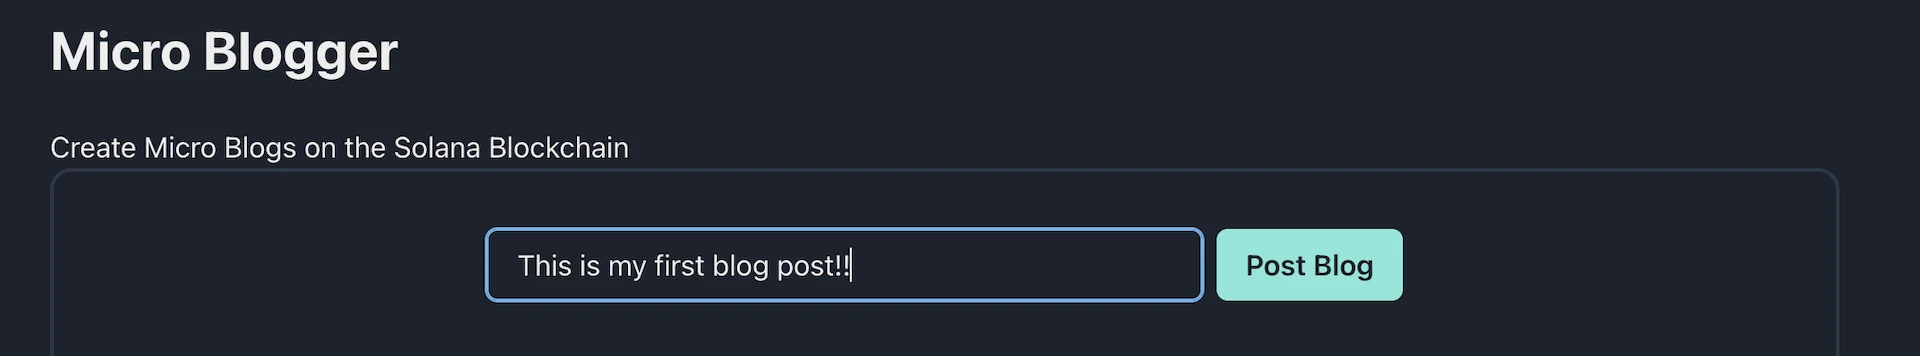 Micro Blogger
Create Micro Blogs on the Solana Blockchain
This is my first blog post!!
Post Blog